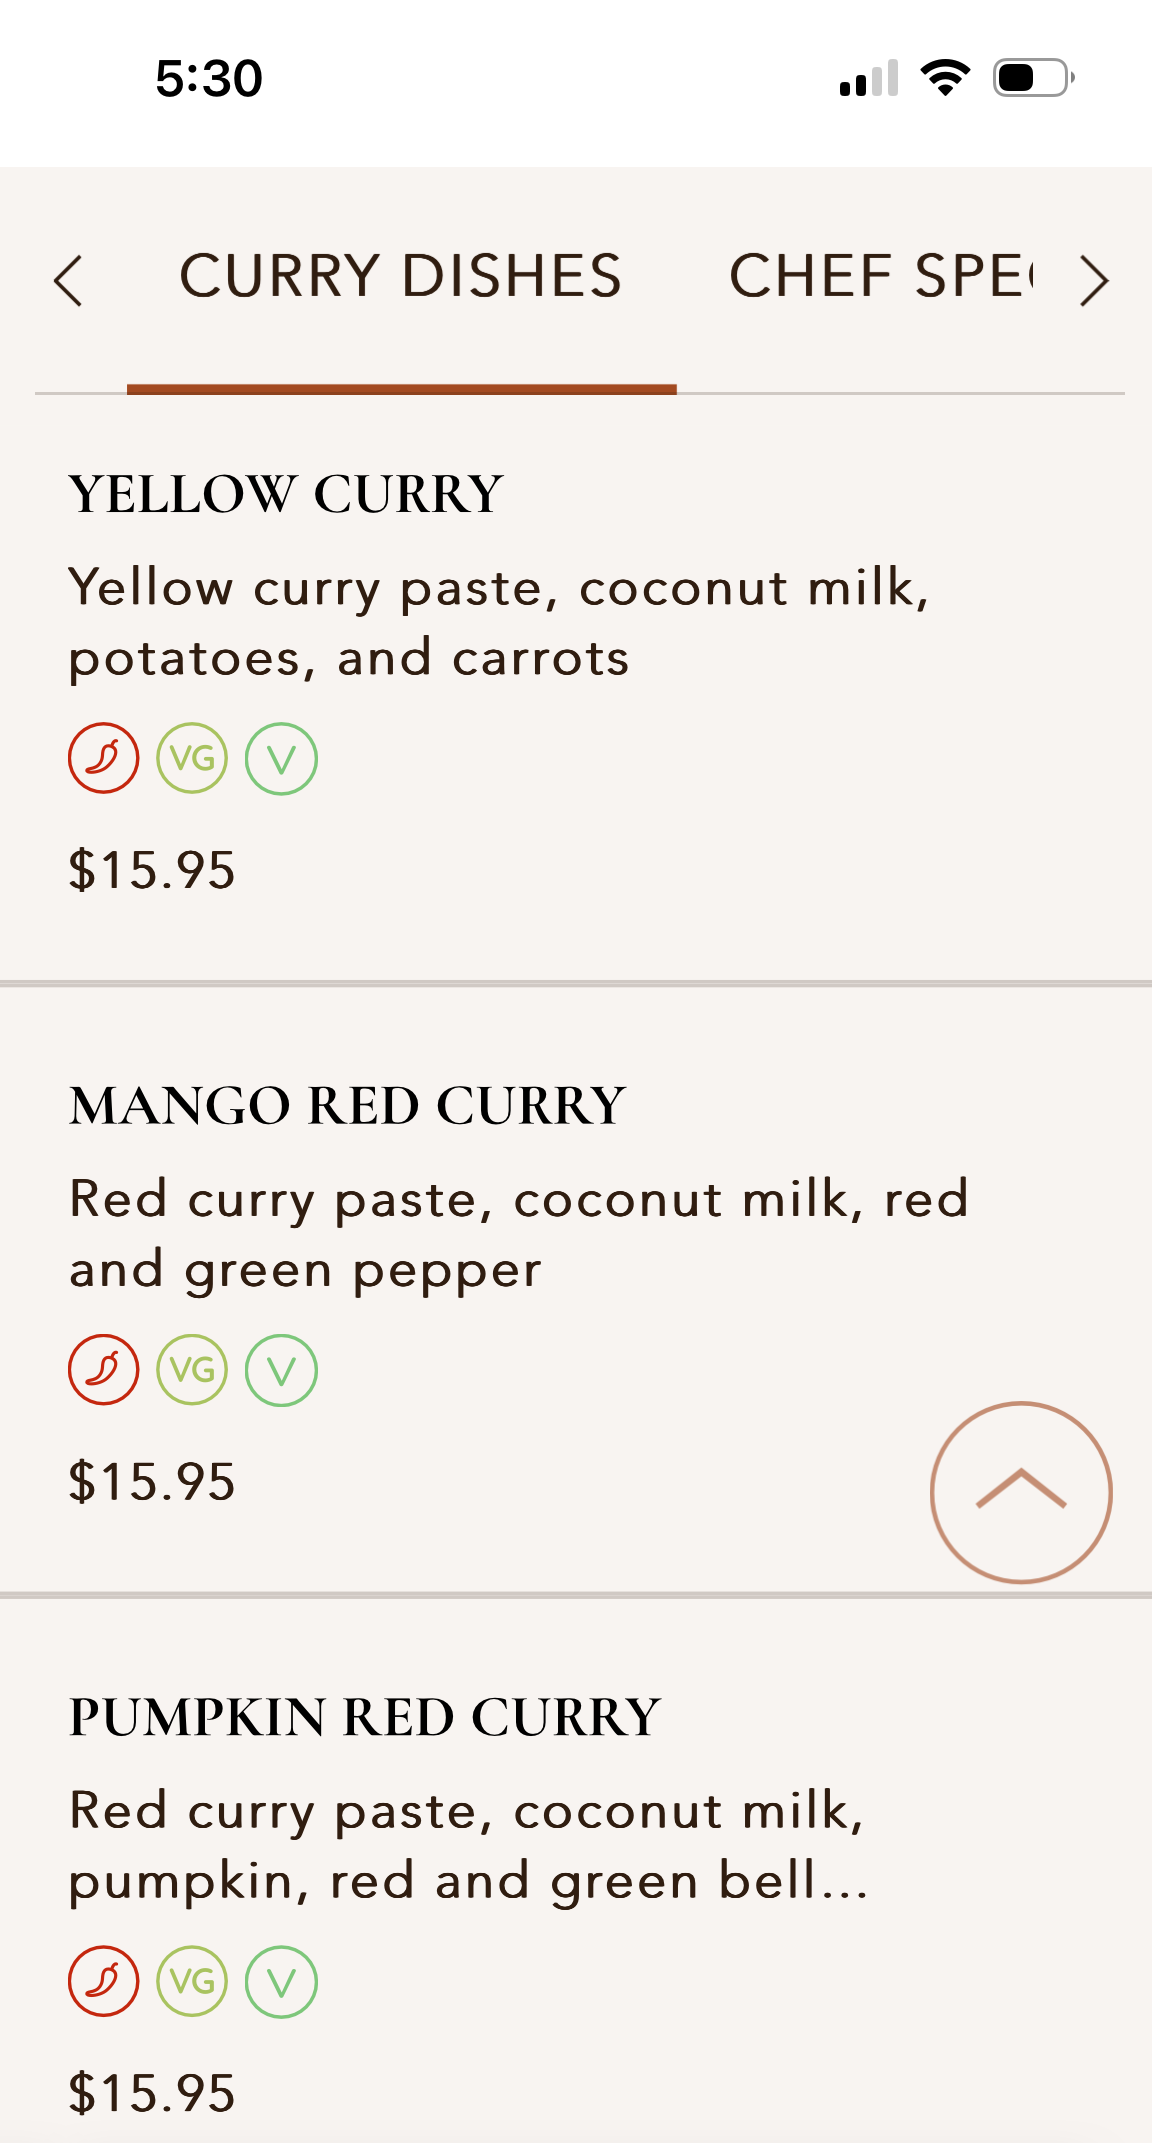 5:30
CURRY DISHES CHEF SPE
YELLOW CURRY
Yellow curry paste, coconut milk,
potatoes, and carrots
VG V
$15.95
MANGO RED CURRY
Red curry paste, coconut milk, red
and green pepper
VG V
$15.95
PUMPKIN RED CURRY
Red curry paste, coconut milk,
pumpkin, red and green bell...
VG V
$15.95